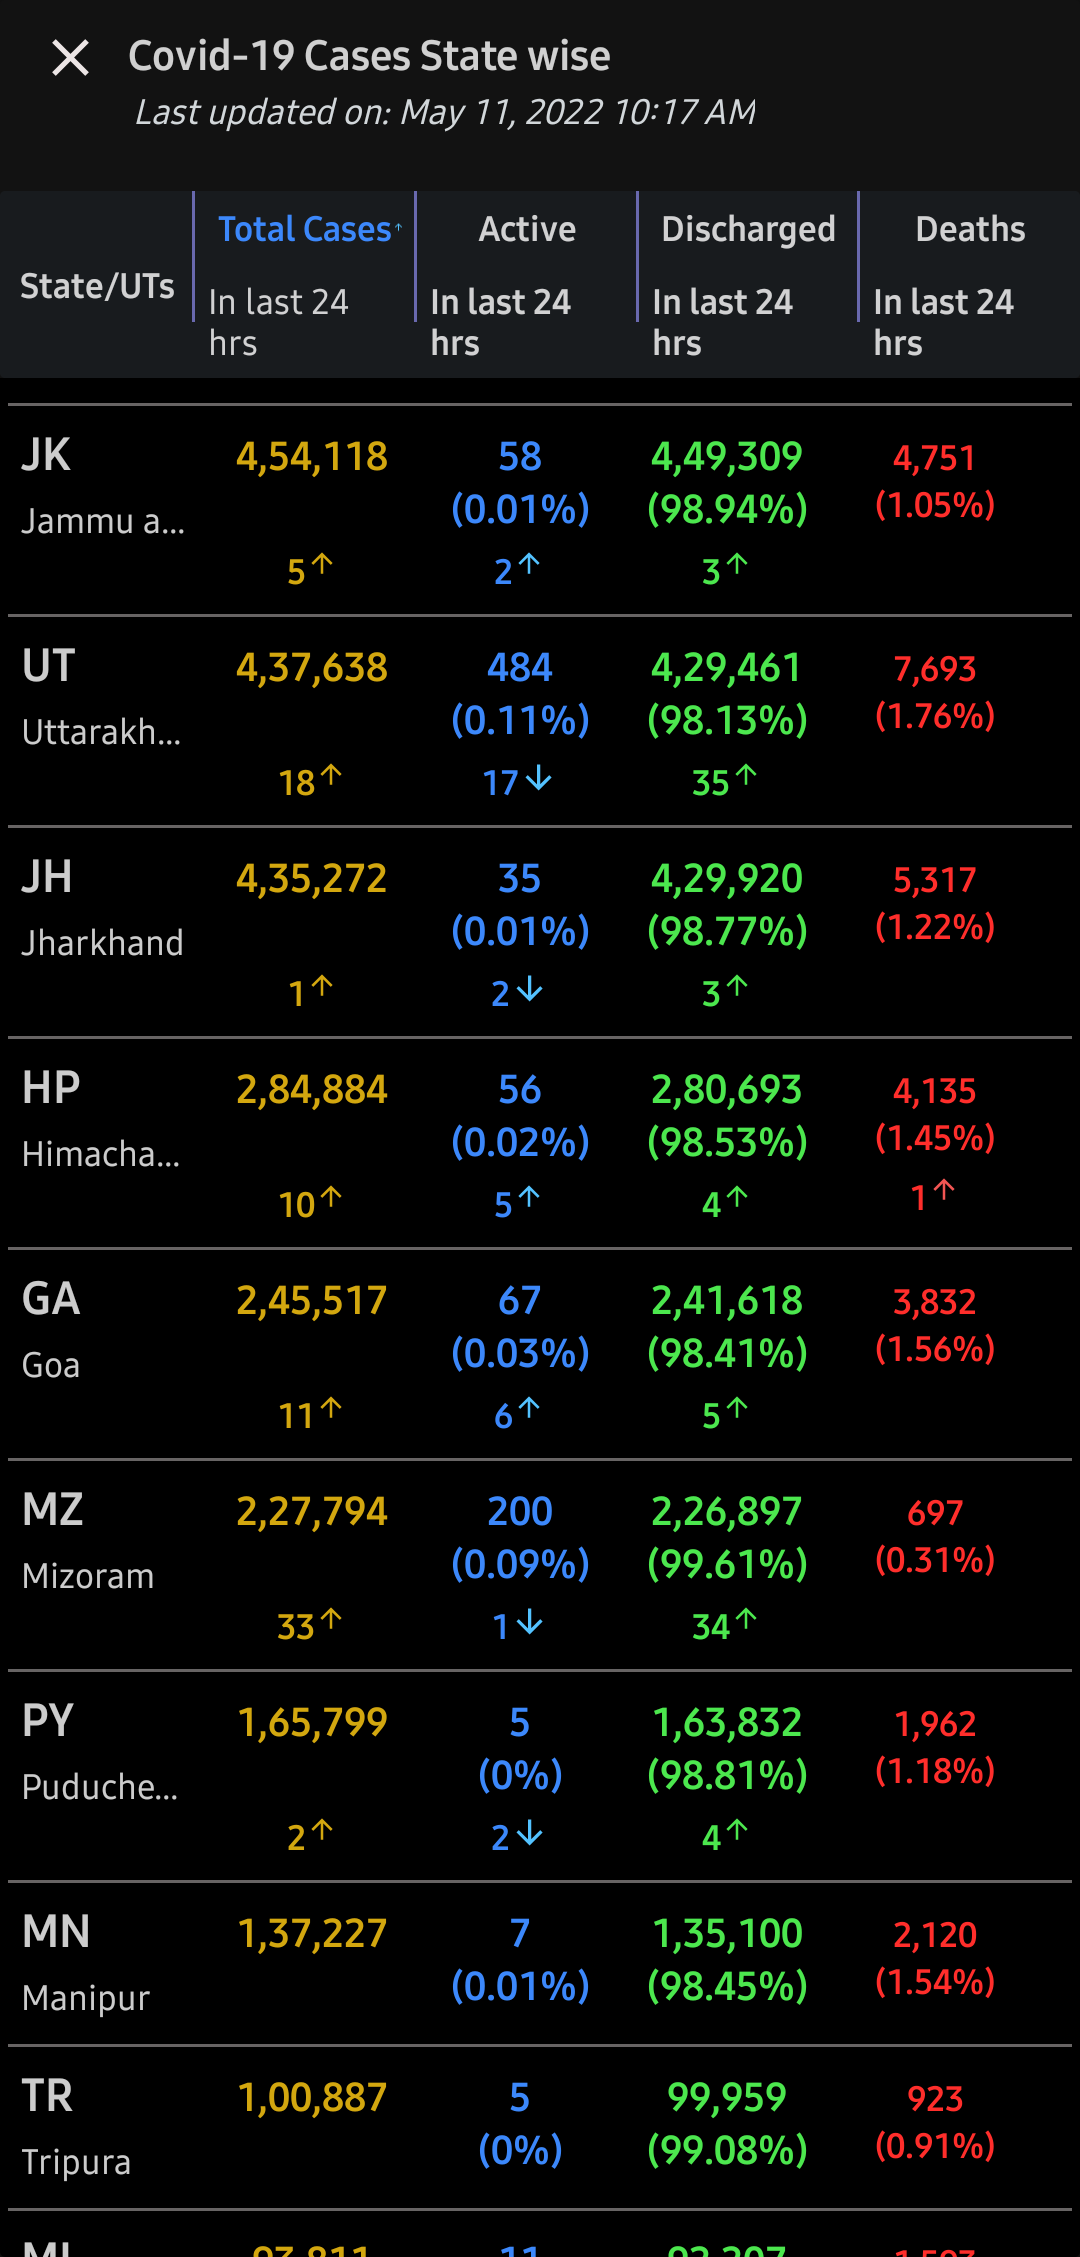 Covid-19 Cases State wise
Last updated on: May 11, 2022 10:17 AM
State/UTs
Total Cases↑ Active Discharged Deaths
In last 24 hrs In last 24 hrs In last 24 hrs In last 24 hrs
JK 4,54,118 58 4,49,309 4,751
(0.01%) (98.94%) (1.05%)
Jammu a...
5↑ 2↑ 3↑
UT 4,37,638 484 4,29,461 7,693
(0.11%) (98.13%) (1.76%)
Uttarakh...
18↑ 17↓ 35↑
JH 4,35,272 35 4,29,920 5,317
(0.01%) (98.77%) (1.22%)
Jharkhand
1↑ 2↓ 3↑
HP 2,84,884 56 2,80,693 4,135
(0.02%) (98.53%) (1.45%)
Himacha...
10↑ 5↑ 4↑ 1↑
GA 2,45,517 67 2,41,618 3,832
(0.03%) (98.41%) (1.56%)
Goa
11↑ 6↑ 5↑
MZ 2,27,794 200 2,26,897 697
(0.09%) (99.61%) (0.31%)
Mizoram
33↑ 1↓ 34↑
PY 1,65,799 5 1,63,832 1,962
(0%) (98.81%) (1.18%)
Puduche...
2↑ 2↓ 4↑
MN 1,37,227 7 1,35,100 2,120
(0.01%) (98.45%) (1.54%)
Manipur
TR 1,00,887 5 99,959 923
(0%) (99.08%) (0.91%)
Tripura
11